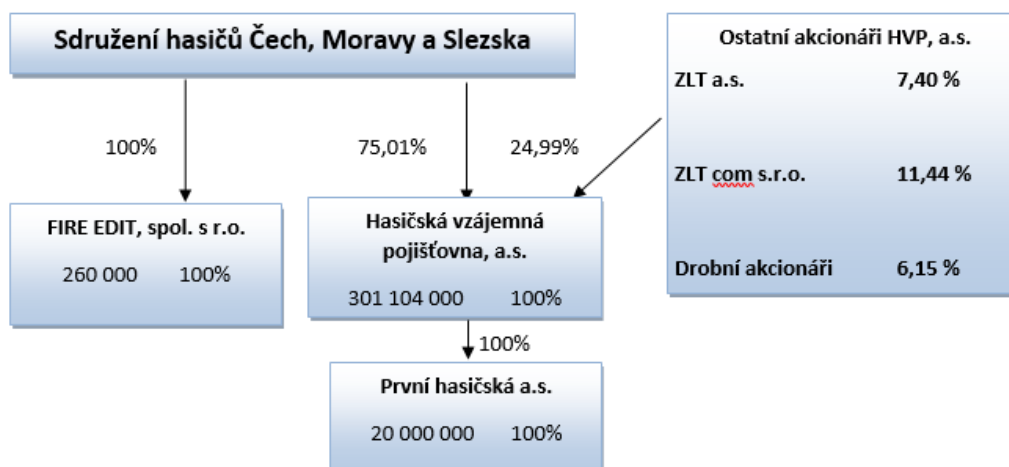 Sdružení hasičů Čech, Moravy a Slezska
Ostatní akcionáři HVP, a.s.
ZLT a.s. 7,40 %
ZLT com s.r.o. 11,44 %
Drobní akcionáři 6,15 %
100%
75,01%
24,99%
FIRE EDIT, spol. s r.o.
260 000 100%
Hasičská vzájemná
pojišťovna, a.s.
301 104 000 100%
100%
První hasičská a.s.
20 000 000 100%